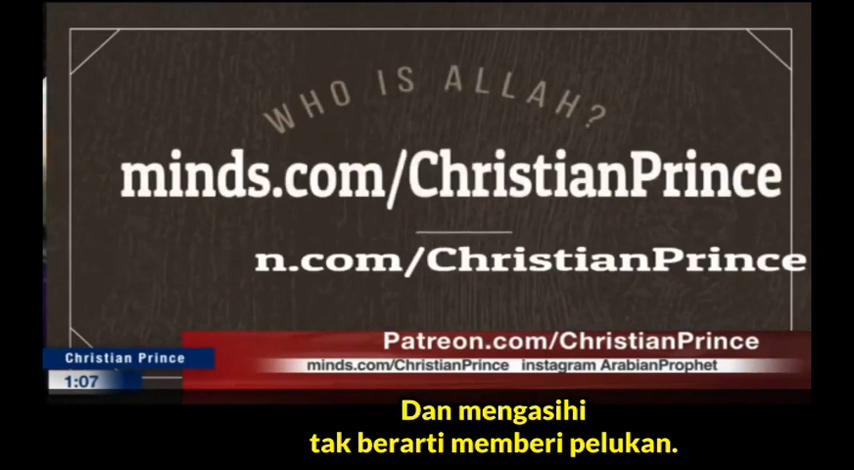 WHO IS ALLAH?
minds.com/ChristianPrince
n.com/ChristianPrince
Patreon.com/ChristianPrince
Christian Prince
minds.com/ChristianPrince instagram ArabianProphet
1:07
Dan mengasihi
tak berarti memberi pelukan.